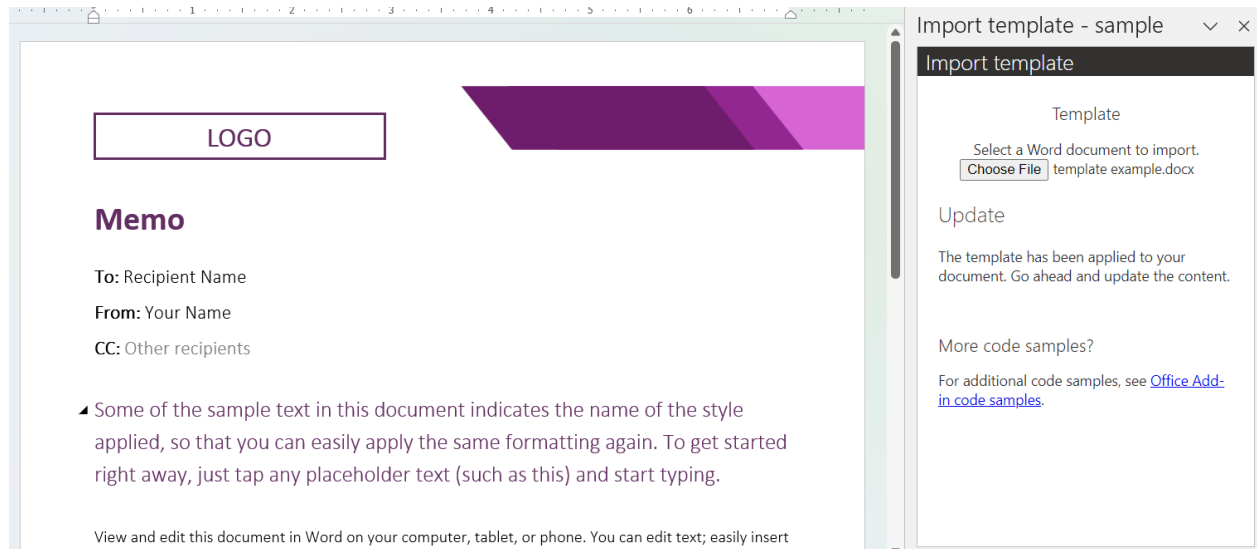 1 2 3 4 5 6
LOGO
Memo
To: Recipient Name
From: Your Name
CC: Other recipients
Some of the sample text in this document indicates the name of the style
applied, so that you can easily apply the same formatting again. To get started
right away, just tap any placeholder text (such as this) and start typing.
View and edit this document in Word on your computer, tablet, or phone. You can edit text; easily insert
Import template - sample
Import template
Template
Select a Word document to import.
Choose File template example.docx
Update
The template has been applied to your
document. Go ahead and update the content.
More code samples?
For additional code samples, see Office Add-
in code samples.